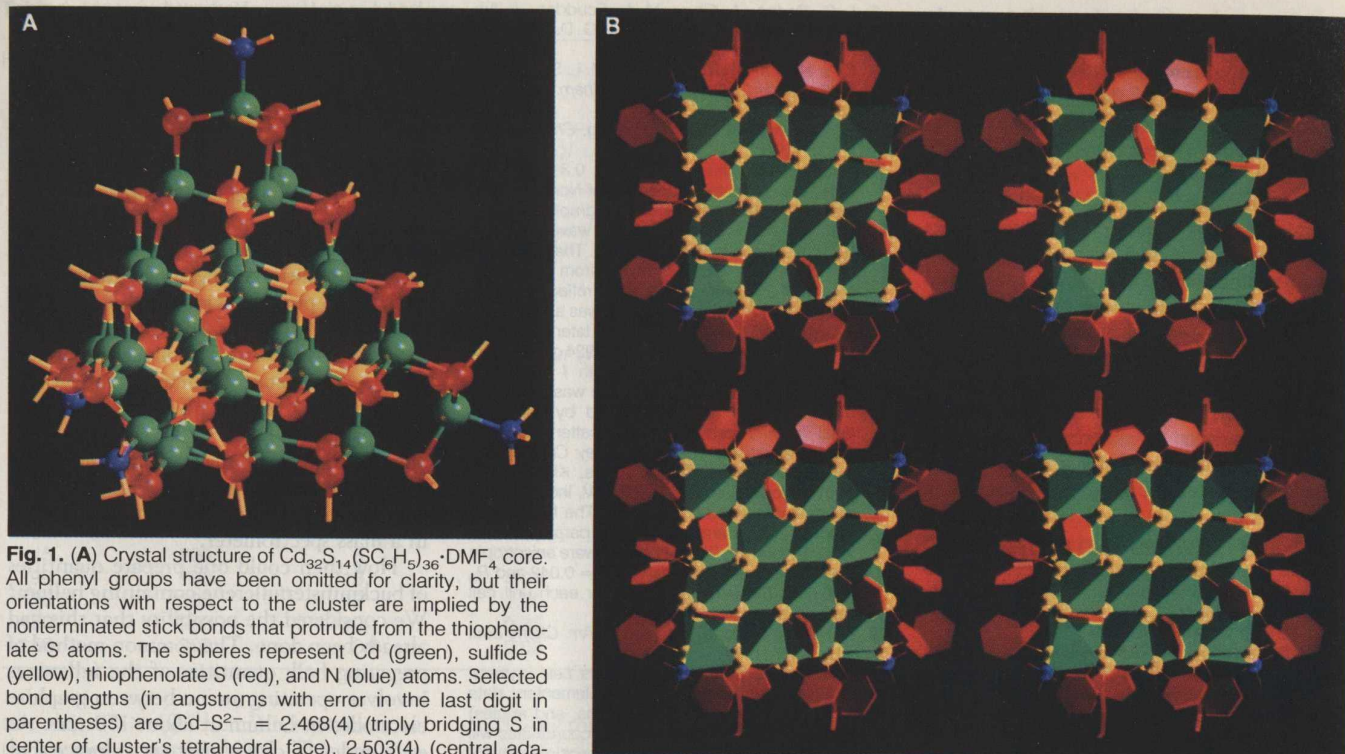 A
B
Fig. 1. (A) Crystal structure of Cd32S14(SC6H5)36·DMF4 core.
All phenyl groups have been omitted for clarity, but their
orientations with respect to the cluster are implied by the
nonterminated stick bonds that protrude from the thiopheno-
late S atoms. The spheres represent Cd (green), sulfide S
(yellow), thiophenolate S (red), and N (blue) atoms. Selected
bond lengths (in angstroms with error in the last digit in
parentheses) are Cd–S2− = 2.468(4) (triply bridging S in
center of cluster's tetrahedral face), 2.503(4) (central ada-